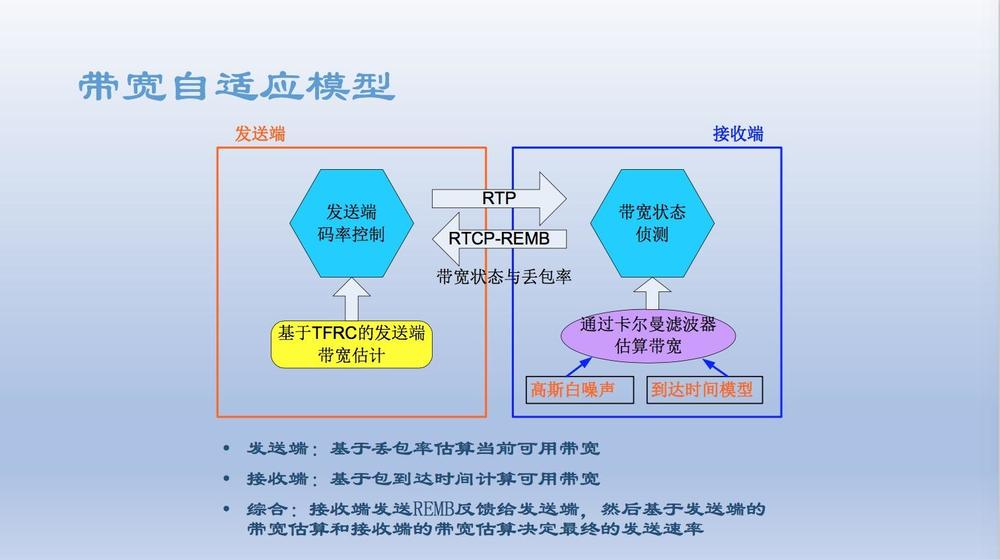 带宽自适应模型
发送端
接收端
发送端
码率控制
RTP
RTCP-REMB
带宽状态与丢包率
带宽状态
侦测
基于TFRC的发送端
带宽估计
通过卡尔曼滤波器
估算带宽
高斯白噪声
到达时间模型
• 发送端：基于丢包率估算当前可用带宽
• 接收端：基于包到达时间计算可用带宽
• 综合：接收端发送REMB反馈给发送端，然后基于发送端的
带宽估算和接收端的带宽估算决定最终的发送速率